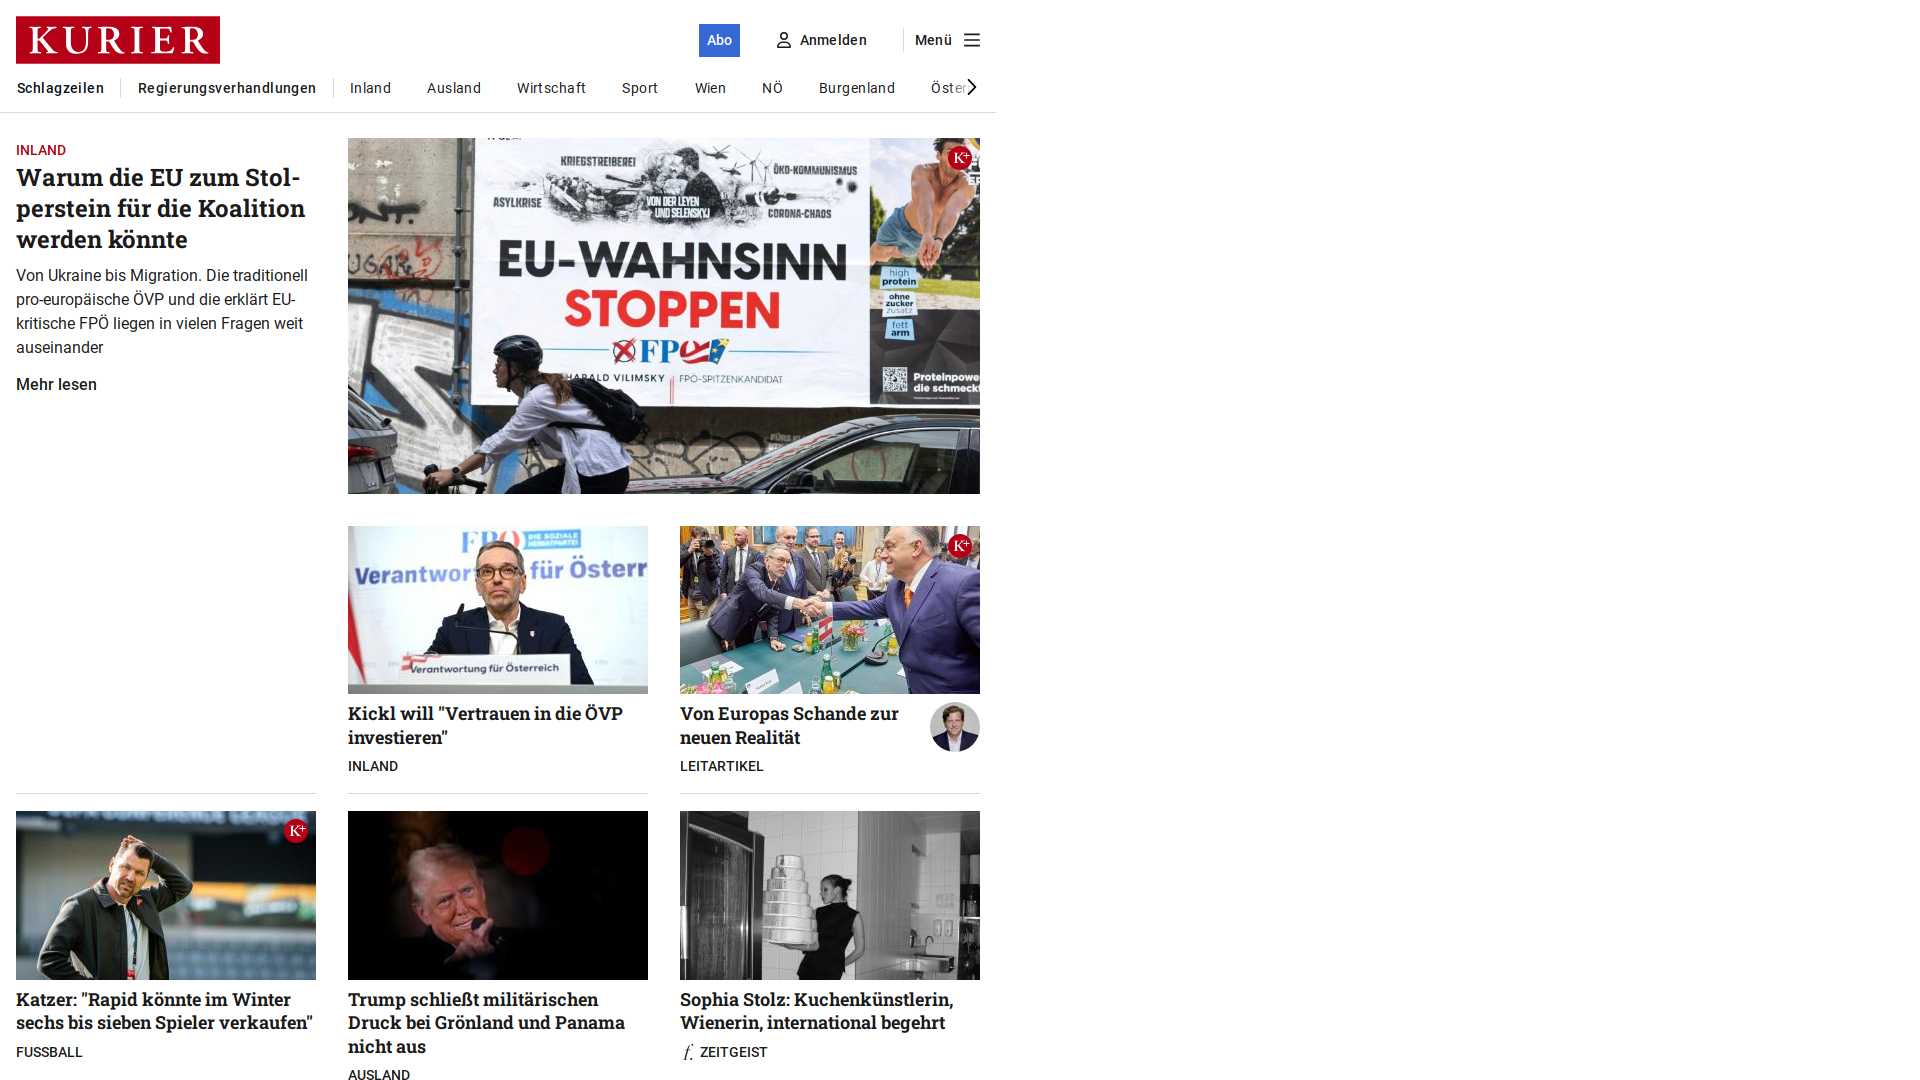 KURIER
Abo
Anmelden
Menü
Schlagzeilen
Regierungsverhandlungen
Inland
Ausland
Wirtschaft
Sport
Wien
NÖ
Burgenland
Öster
INLAND
Warum die EU zum Stol-
perstein für die Koalition
werden könnte
Von Ukraine bis Migration. Die traditionell
pro-europäische ÖVP und die erklärt EU-
kritische FPÖ liegen in vielen Fragen weit
auseinander
Mehr lesen
K+
KRIEGSTREIBEREI
ÖKO-KOMMUNISMUS
ASYLKRISE
VON DER LEYEN
UND SELENSKYJ
CORONA-CHAOS
EU-WAHNSINN
STOPPEN
FPÖ
HARALD VILIMSKY
FPÖ-SPITZENKANDIDAT
high
protein
ohne
zucker
zusatz
fett
arm
Proteinpowe
die schmeckt
FPÖ
DIE SOZIALE
HEIMATPARTEI
Verantwort
für Österr
Verantwortung für Österreich
Kickl will "Vertrauen in die ÖVP
investieren"
INLAND
K+
Von Europas Schande zur
neuen Realität
LEITARTIKEL
K+
Katzer: "Rapid könnte im Winter
sechs bis sieben Spieler verkaufen"
FUSSBALL
Trump schließt militärischen
Druck bei Grönland und Panama
nicht aus
AUSLAND
Sophia Stolz: Kuchenkünstlerin,
Wienerin, international begehrt
f. ZEITGEIST